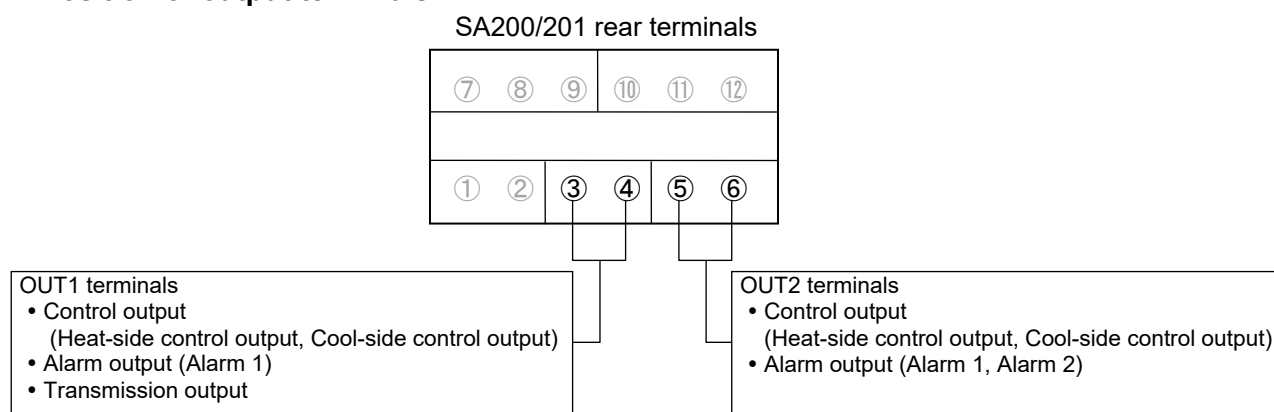 SA200/201 rear terminals
⑦ ⑧ ⑨ ⑩ ⑪ ⑫
① ② ③ ④ ⑤ ⑥
OUT1 terminals
• Control output
(Heat-side control output, Cool-side control output)
• Alarm output (Alarm 1)
• Transmission output
OUT2 terminals
• Control output
(Heat-side control output, Cool-side control output)
• Alarm output (Alarm 1, Alarm 2)